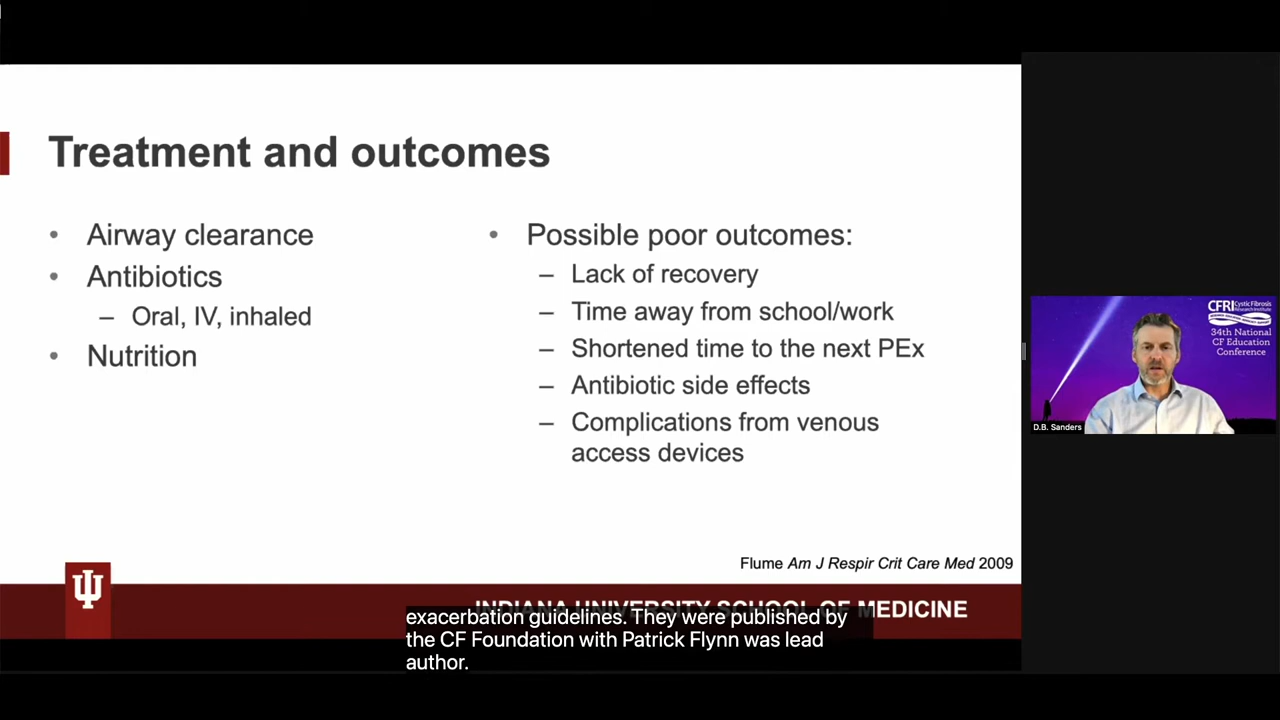 Treatment and outcomes
• Airway clearance
• Antibiotics
– Oral, IV, inhaled
• Nutrition
• Possible poor outcomes:
– Lack of recovery
– Time away from school/work
– Shortened time to the next PEx
– Antibiotic side effects
– Complications from venous
access devices
Flume Am J Respir Crit Care Med 2009
INDIANA UNIVERSITY SCHOOL OF MEDICINE
exacerbation guidelines. They were published by
the CF Foundation with Patrick Flynn was lead
author.
CFRI Cystic Fibrosis
Research Institute
34th National
CF Education
Conference
D.B. Sanders